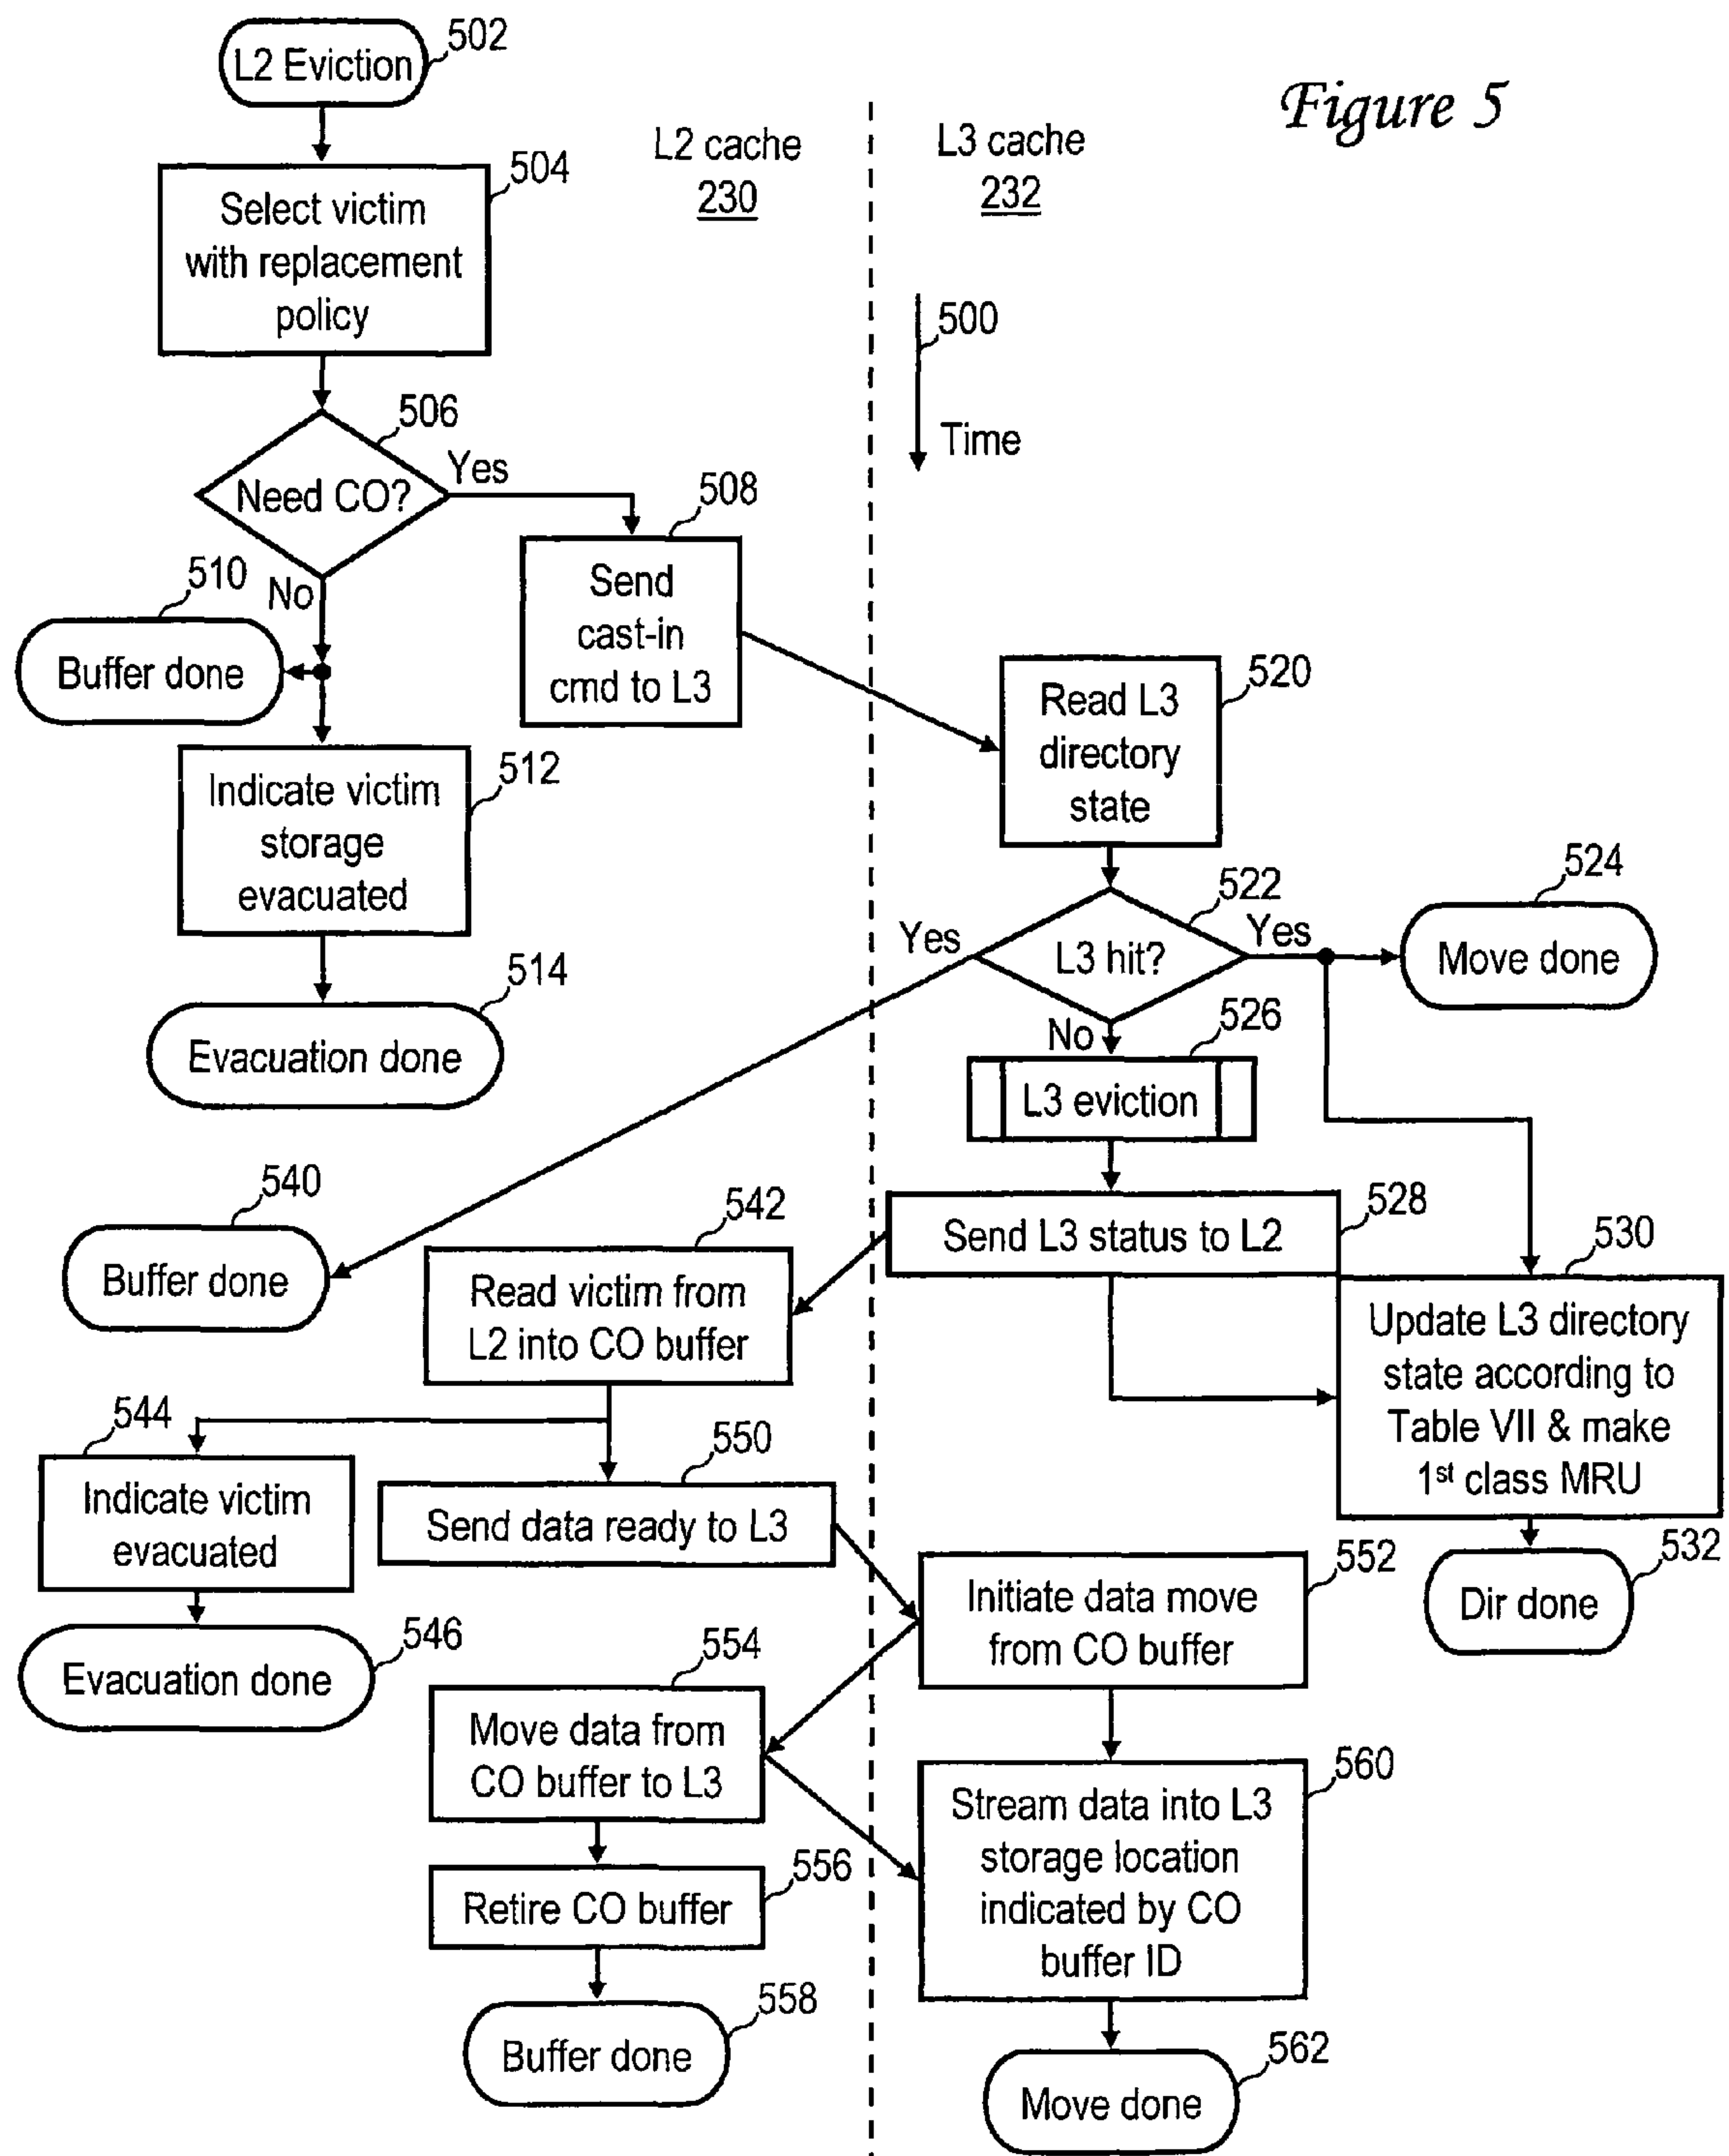 Figure 5
L2 cache
230
L3 cache
232
500
Time
L2 Eviction
502
504
Select victim
with replacement
policy
506
Need CO?
Yes
No
508
Send
cast-in
cmd to L3
510
Buffer done
512
Indicate victim
storage
evacuated
514
Evacuation done
520
Read L3
directory
state
522
L3 hit?
Yes
Yes
No
524
Move done
526
L3 eviction
528
Send L3 status to L2
530
Update L3 directory
state according to
Table VII & make
1st class MRU
532
Dir done
540
Buffer done
542
Read victim from
L2 into CO buffer
544
Indicate victim
evacuated
546
Evacuation done
550
Send data ready to L3
552
Initiate data move
from CO buffer
554
Move data from
CO buffer to L3
556
Retire CO buffer
558
Buffer done
560
Stream data into L3
storage location
indicated by CO
buffer ID
562
Move done